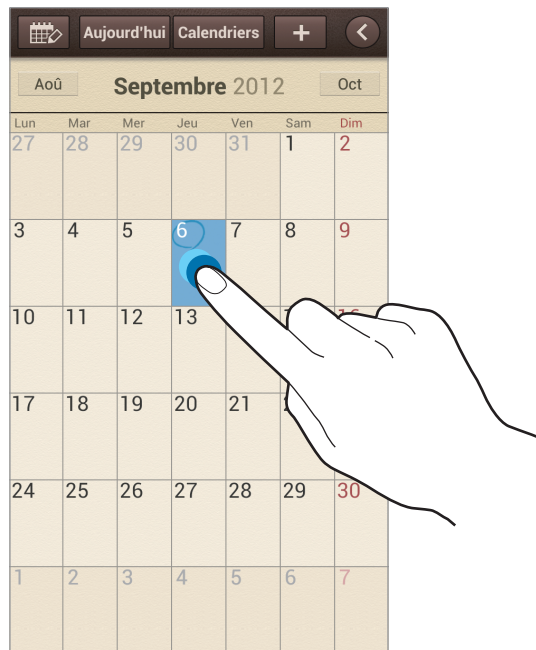 Aujourd'hui Calendriers +
Aoû Septembre 2012 Oct
Lun Mar Mer Jeu Ven Sam Dim
27 28 29 30 31 1 2
3 4 5 6 7 8 9
10 11 12 13
17 18 19 20 21
24 25 26 27 28 29 30
1 2 3 4 5 6 7